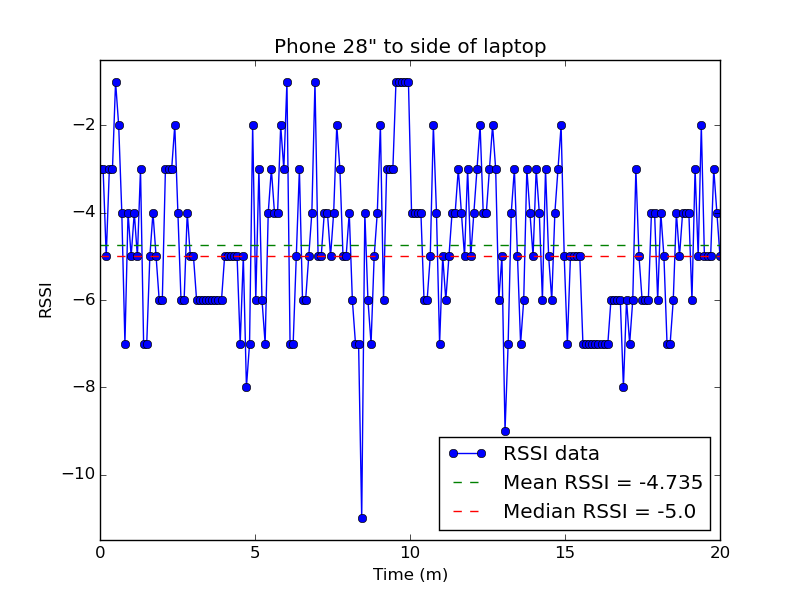 Phone 28" to side of laptop
RSSI
−2
−4
−6
−8
−10
0 5 10 15 20
Time (m)
RSSI data
Mean RSSI = -4.735
Median RSSI = -5.0